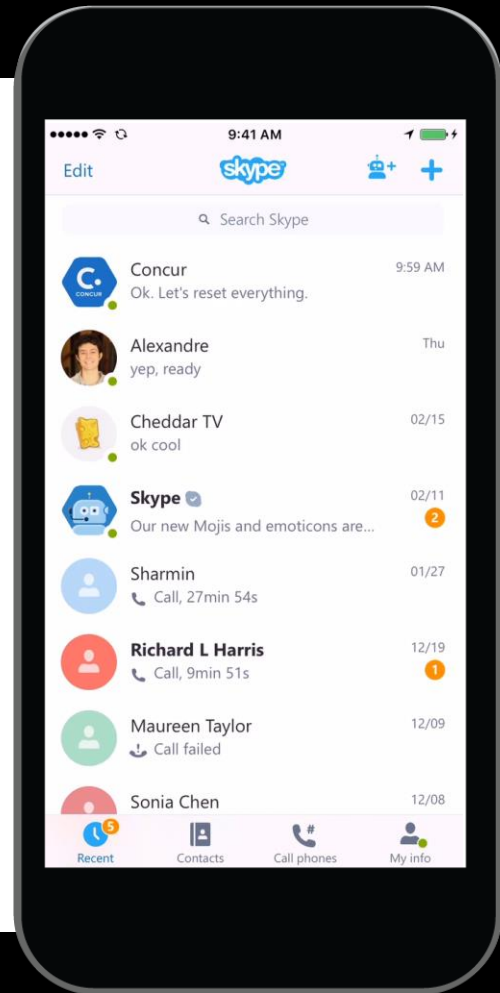 9:41 AM
Edit
skype
Search Skype
C.
CONCUR
Concur
9:59 AM
Ok. Let's reset everything.
Alexandre
Thu
yep, ready
Cheddar TV
02/15
ok cool
Skype
02/11
Our new Mojis and emoticons are...
2
Sharmin
01/27
Call, 27min 54s
Richard L Harris
12/19
Call, 9min 51s
1
Maureen Taylor
12/09
Call failed
Sonia Chen
12/08
5
Recent
Contacts
Call phones
My info